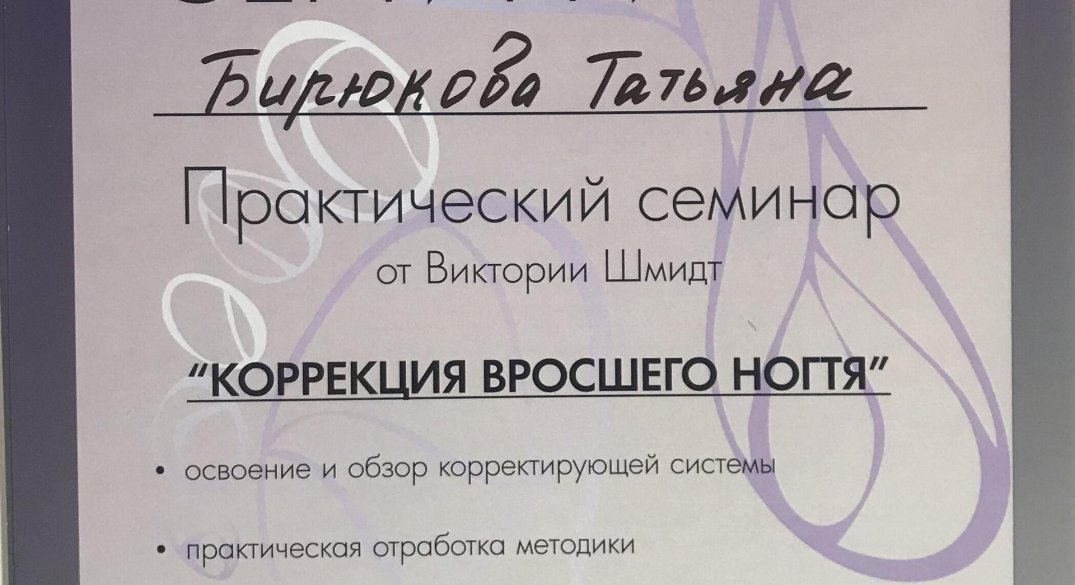 Бирюкова Татьяна
Практический семинар
от Виктории Шмидт
“КОРРЕКЦИЯ ВРОСШЕГО НОГТЯ”
• освоение и обзор корректирующей системы
• практическая отработка методики